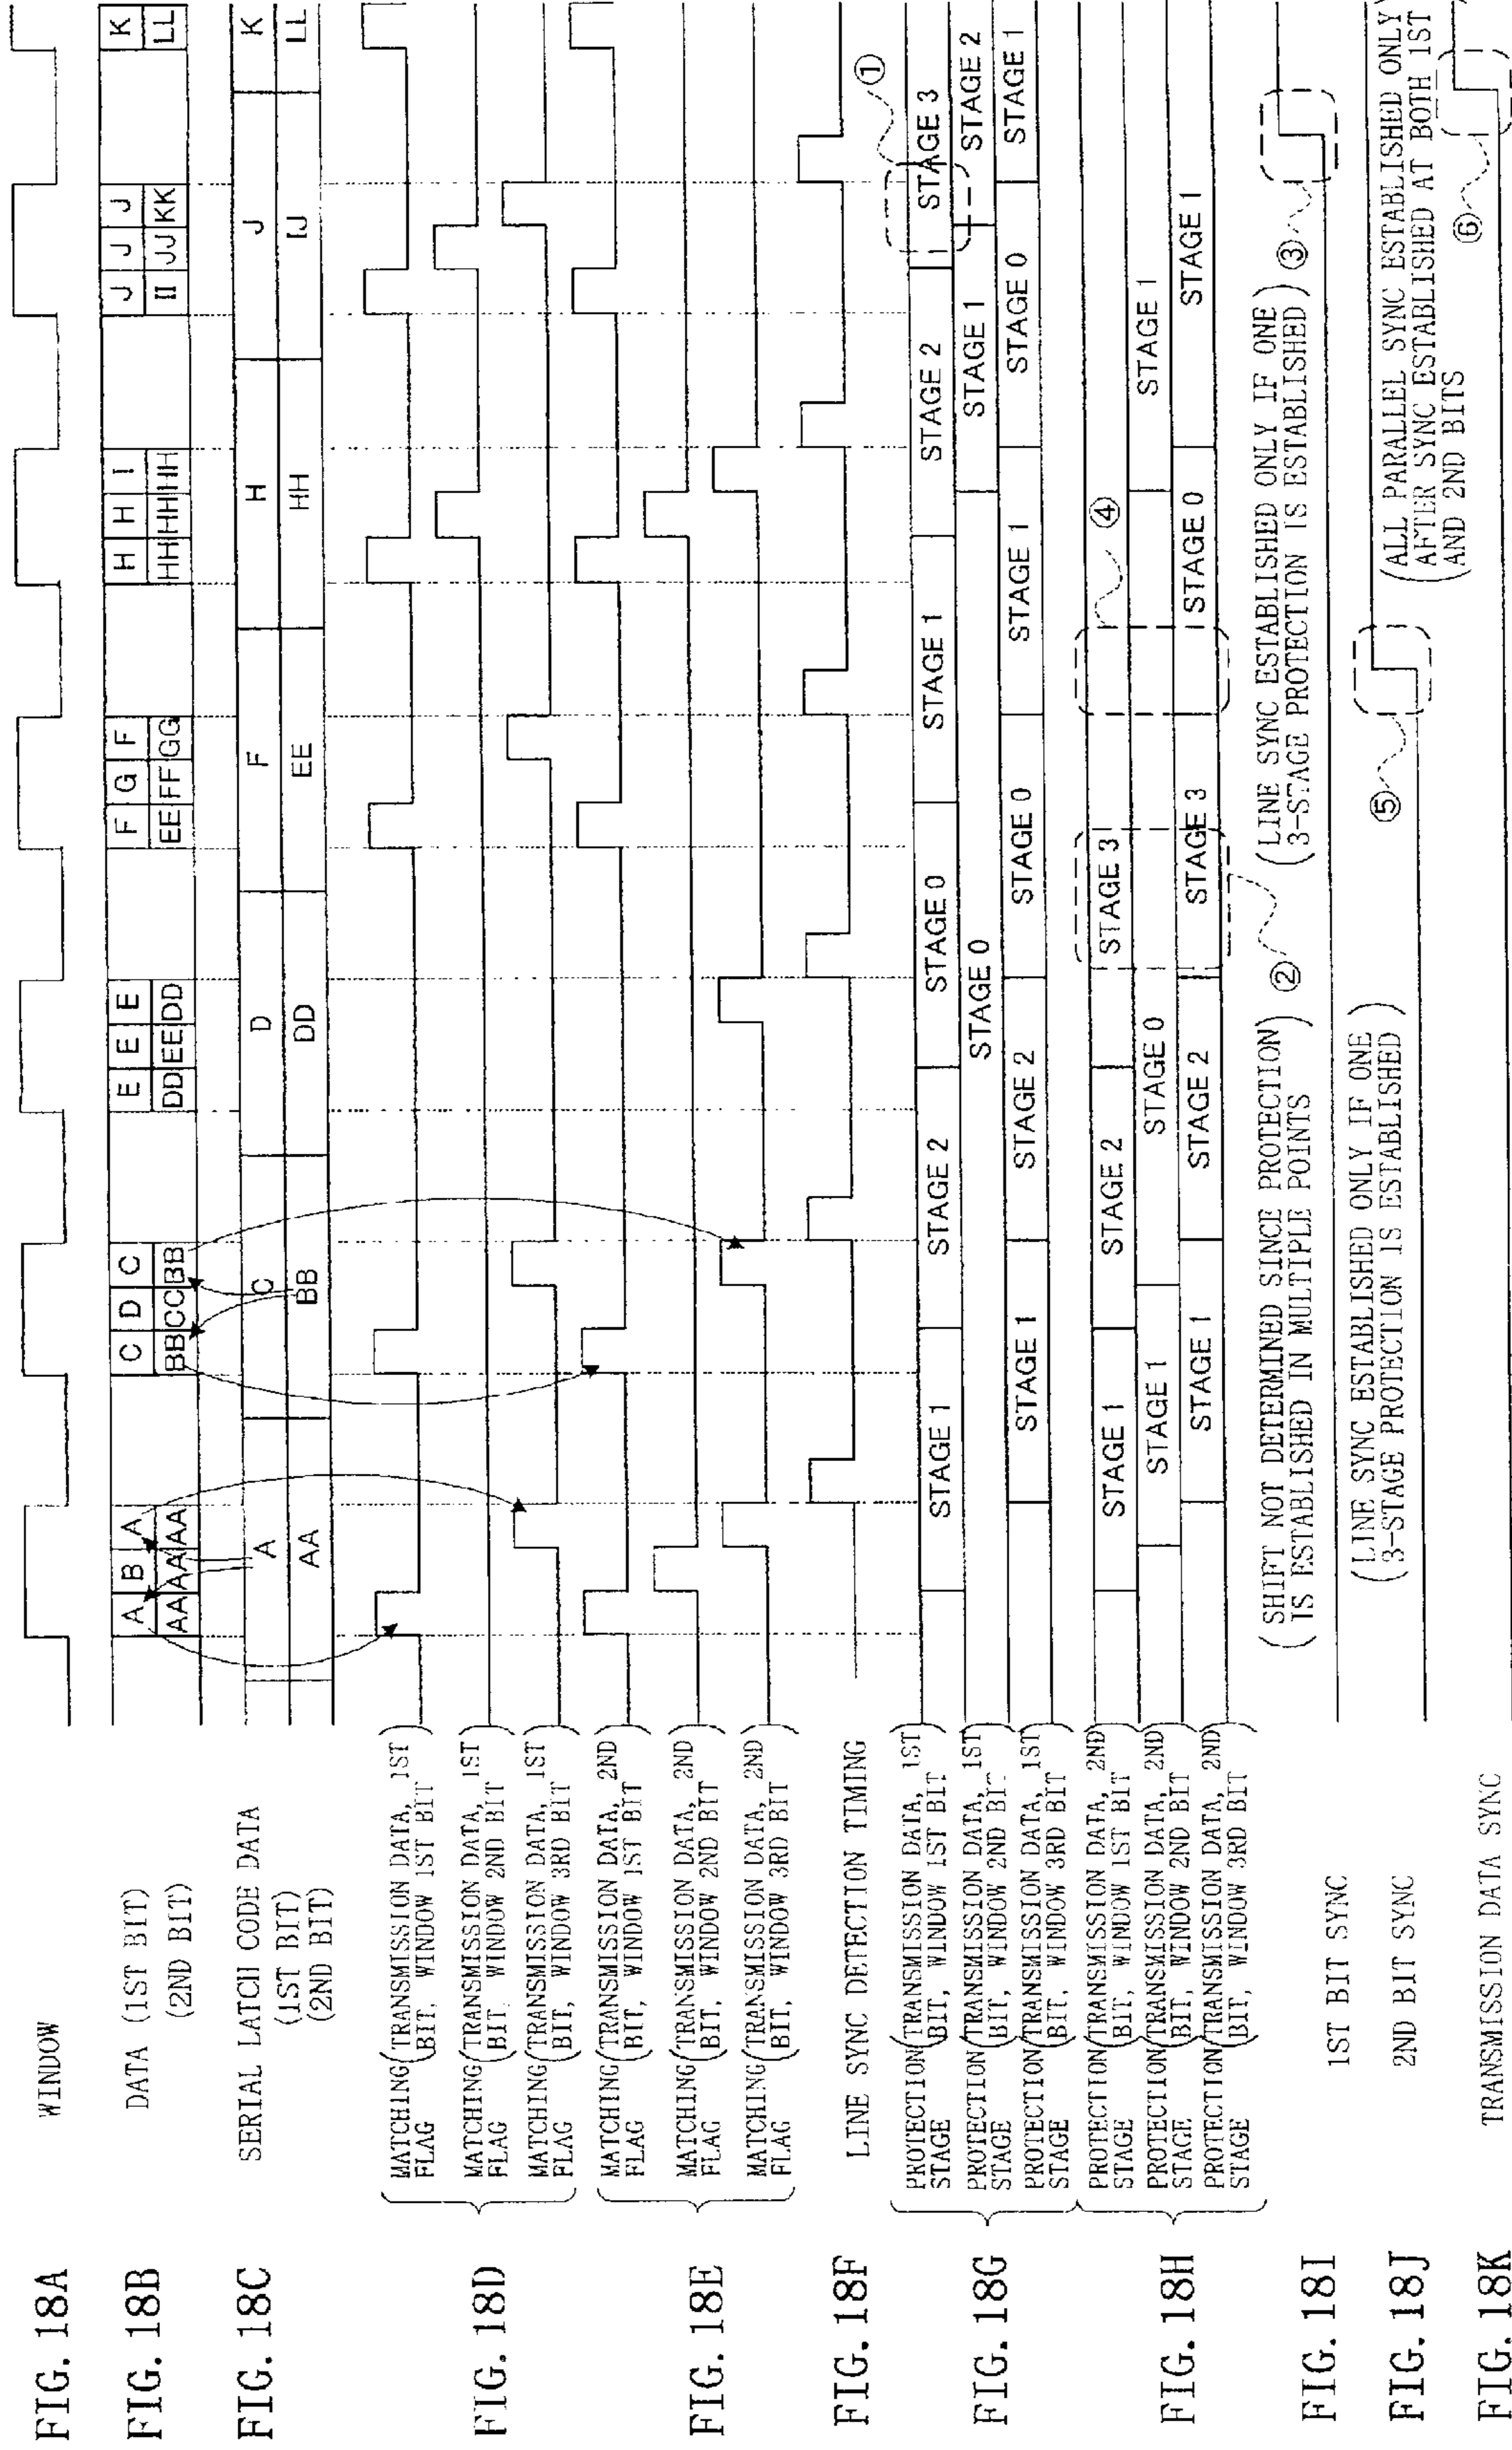 FIG. 18A
WINDOW
FIG. 18B
DATA (1ST BIT)
(2ND BIT)
A B A
AA AA AA
C D C
BB CC BB
E E E
DD EE DD
F G F
EE FF GG
H H I
HH HH HH
J J J
II JJ KK
K
LL
FIG. 18C
SERIAL LATCH CODE DATA
(1ST BIT)
(2ND BIT)
A C D F H J K
AA BB DD EE HH IJ LL
FIG. 18D
MATCHING FLAG (TRANSMISSION DATA, 1ST BIT, WINDOW 1ST BIT)
MATCHING FLAG (TRANSMISSION DATA, 1ST BIT, WINDOW 2ND BIT)
MATCHING FLAG (TRANSMISSION DATA, 1ST BIT, WINDOW 3RD BIT)
FIG. 18E
MATCHING FLAG (TRANSMISSION DATA, 2ND BIT, WINDOW 1ST BIT)
MATCHING FLAG (TRANSMISSION DATA, 2ND BIT, WINDOW 2ND BIT)
MATCHING FLAG (TRANSMISSION DATA, 2ND BIT, WINDOW 3RD BIT)
FIG. 18F
LINE SYNC DETECTION TIMING
①
FIG. 18G
PROTECTION STAGE (TRANSMISSION DATA, 1ST BIT, WINDOW 1ST BIT)
STAGE 1 STAGE 2 STAGE 0 STAGE 1 STAGE 2 STAGE 3
PROTECTION STAGE (TRANSMISSION DATA, 1ST BIT, WINDOW 2ND BIT)
STAGE 0 STAGE 1 STAGE 2
PROTECTION STAGE (TRANSMISSION DATA, 1ST BIT, WINDOW 3RD BIT)
STAGE 1 STAGE 2 STAGE 0 STAGE 1 STAGE 0 STAGE 1
FIG. 18H
PROTECTION STAGE (TRANSMISSION DATA, 2ND BIT, WINDOW 1ST BIT)
STAGE 1 STAGE 2 STAGE 3 ④
PROTECTION STAGE (TRANSMISSION DATA, 2ND BIT, WINDOW 2ND BIT)
STAGE 1 STAGE 0 STAGE 1
PROTECTION STAGE (TRANSMISSION DATA, 2ND BIT, WINDOW 3RD BIT)
STAGE 1 STAGE 2 STAGE 3 STAGE 0 STAGE 1
(SHIFT NOT DETERMINED SINCE PROTECTION
IS ESTABLISHED IN MULTIPLE POINTS) ②
(LINE SYNC ESTABLISHED ONLY IF ONE
3-STAGE PROTECTION IS ESTABLISHED) ③
FIG. 18I
1ST BIT SYNC
(LINE SYNC ESTABLISHED ONLY IF ONE
3-STAGE PROTECTION IS ESTABLISHED)
⑤
FIG. 18J
2ND BIT SYNC
(ALL PARALLEL SYNC ESTABLISHED ONLY
AFTER SYNC ESTABLISHED AT BOTH 1ST
AND 2ND BITS)
⑥
FIG. 18K
TRANSMISSION DATA SYNC